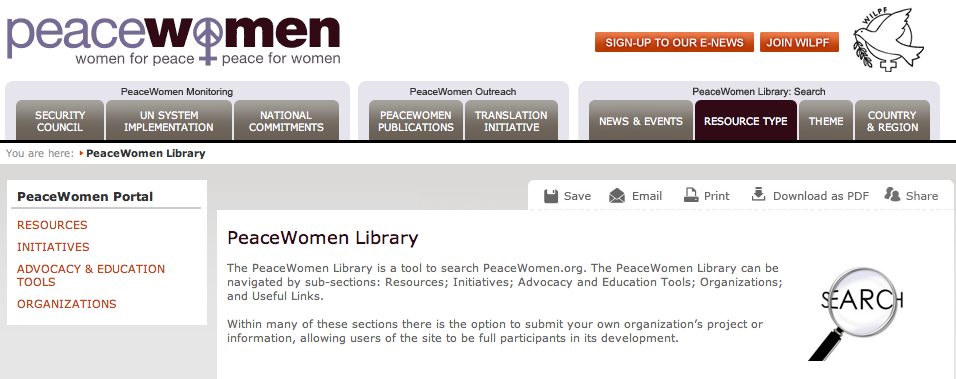 peacewomen
women for peace peace for women
SIGN-UP TO OUR E-NEWS
JOIN WILPF
WILPF
PeaceWomen Monitoring
SECURITY
COUNCIL
UN SYSTEM
IMPLEMENTATION
NATIONAL
COMMITMENTS
PeaceWomen Outreach
PEACEWOMEN
PUBLICATIONS
TRANSLATION
INITIATIVE
PeaceWomen Library: Search
NEWS & EVENTS
RESOURCE TYPE
THEME
COUNTRY
& REGION
You are here: PeaceWomen Library
PeaceWomen Portal
RESOURCES
INITIATIVES
ADVOCACY & EDUCATION
TOOLS
ORGANIZATIONS
Save
Email
Print
Download as PDF
Share
PeaceWomen Library
The PeaceWomen Library is a tool to search PeaceWomen.org. The PeaceWomen Library can be
navigated by sub-sections: Resources; Initiatives; Advocacy and Education Tools; Organizations;
and Useful Links.
Within many of these sections there is the option to submit your own organization's project or
information, allowing users of the site to be full participants in its development.
SEARCH